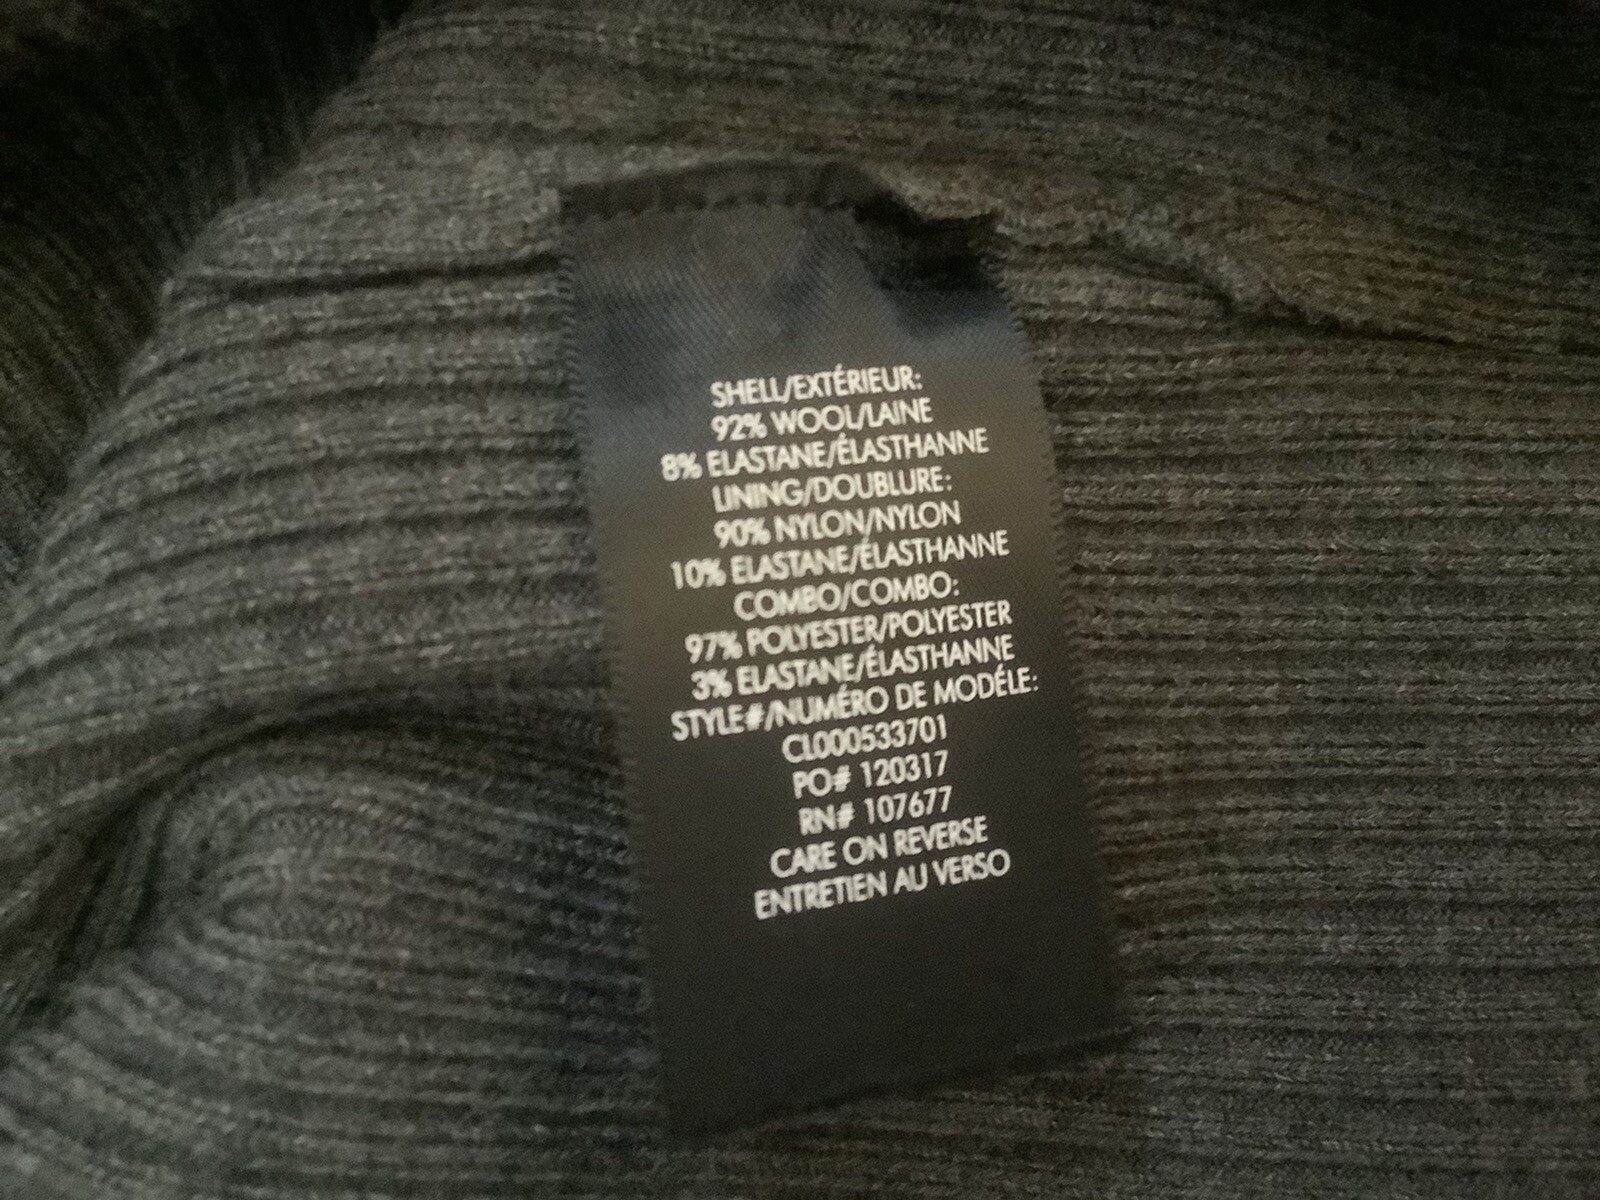 SHELL/EXTÉRIEUR:
92% WOOL/LAINE
8% ELASTANE/ÉLASTHANNE
LINING/DOUBLURE:
90% NYLON/NYLON
10% ELASTANE/ÉLASTHANNE
COMBO/COMBO:
97% POLYESTER/POLYESTER
3% ELASTANE/ÉLASTHANNE
STYLE#/NUMÉRO DE MODÉLE:
CL000533701
PO# 120317
RN# 107677
CARE ON REVERSE
ENTRETIEN AU VERSO